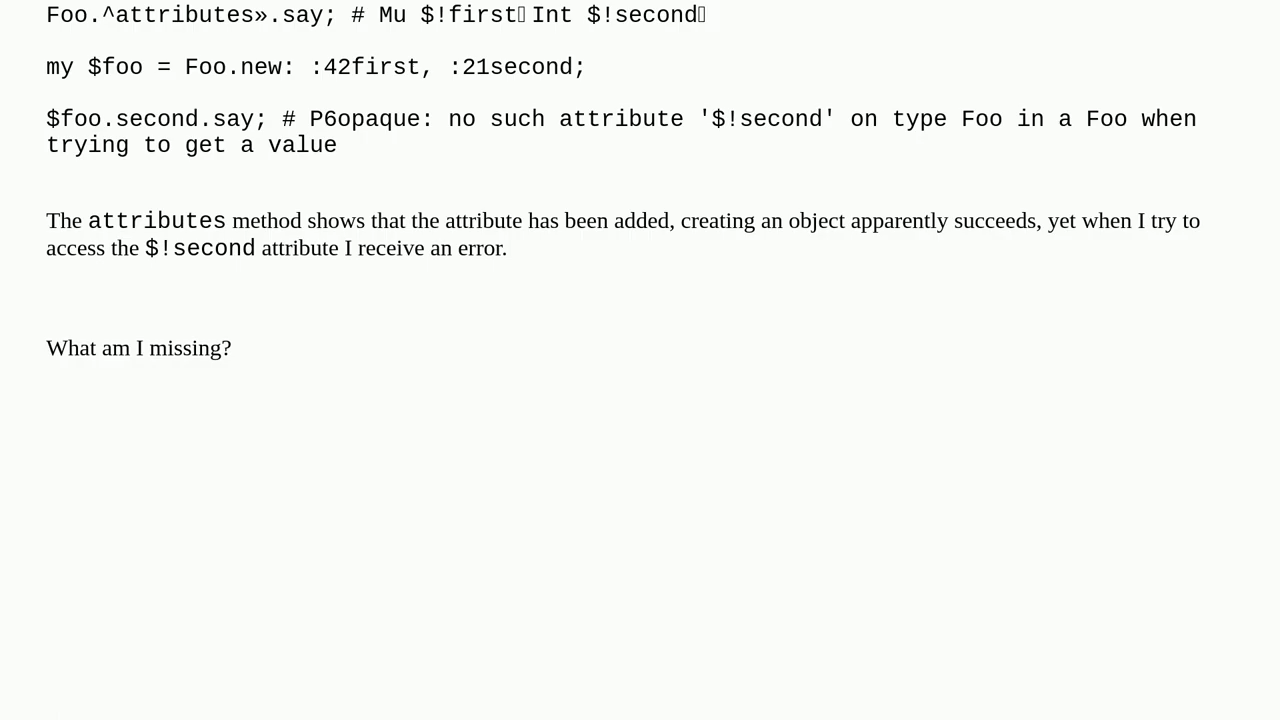 Foo.^attributes».say; # Mu $!first␤ Int $!second␤
my $foo = Foo.new: :42first, :21second;
$foo.second.say; # P6opaque: no such attribute '$!second' on type Foo in a Foo when
trying to get a value
The attributes method shows that the attribute has been added, creating an object apparently succeeds, yet when I try to
access the $!second attribute I receive an error.
What am I missing?